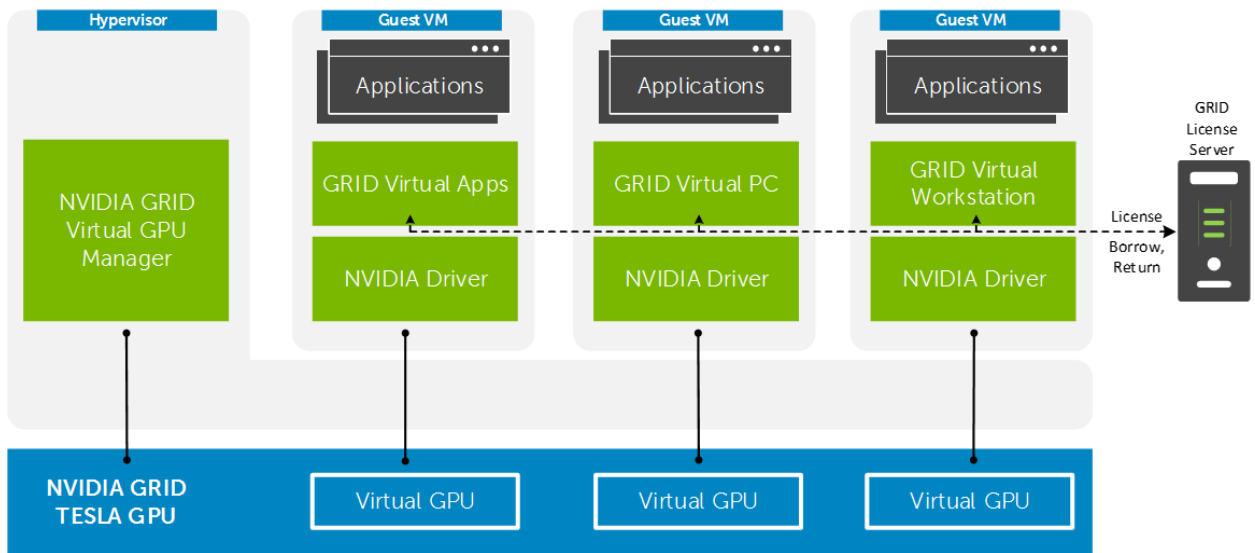 Hypervisor
Guest VM
Guest VM
Guest VM
Applications
Applications
Applications
GRID
License
Server
NVIDIA GRID
Virtual GPU
Manager
GRID Virtual Apps
GRID Virtual PC
GRID Virtual
Workstation
License
Borrow,
Return
NVIDIA Driver
NVIDIA Driver
NVIDIA Driver
NVIDIA GRID
TESLA GPU
Virtual GPU
Virtual GPU
Virtual GPU